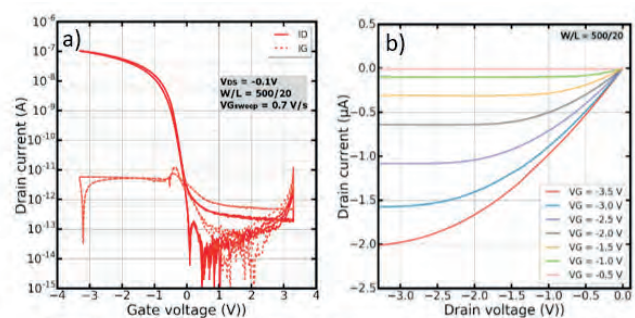 a)
ID
IG
VDS = -0.1V
W/L = 500/20
VGsweep = 0.7 V/s
Drain current (A)
10⁻⁶
10⁻⁷
10⁻⁸
10⁻⁹
10⁻¹⁰
10⁻¹¹
10⁻¹²
10⁻¹³
10⁻¹⁴
10⁻¹⁵
−4 −3 −2 −1 0 1 2 3 4
Gate voltage (V))
b)
W/L = 500/20
Drain current (µA)
0.5
0.0
−0.5
−1.0
−1.5
−2.0
−2.5
VG = -3.5 V
VG = -3.0 V
VG = -2.5 V
VG = -2.0 V
VG = -1.5 V
VG = -1.0 V
VG = -0.5 V
−3.0 −2.5 −2.0 −1.5 −1.0 −0.5 0.0
Drain voltage (V))